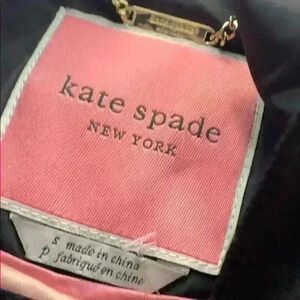 kate spade
NEW YORK
s made in china
p fabriqué en chine